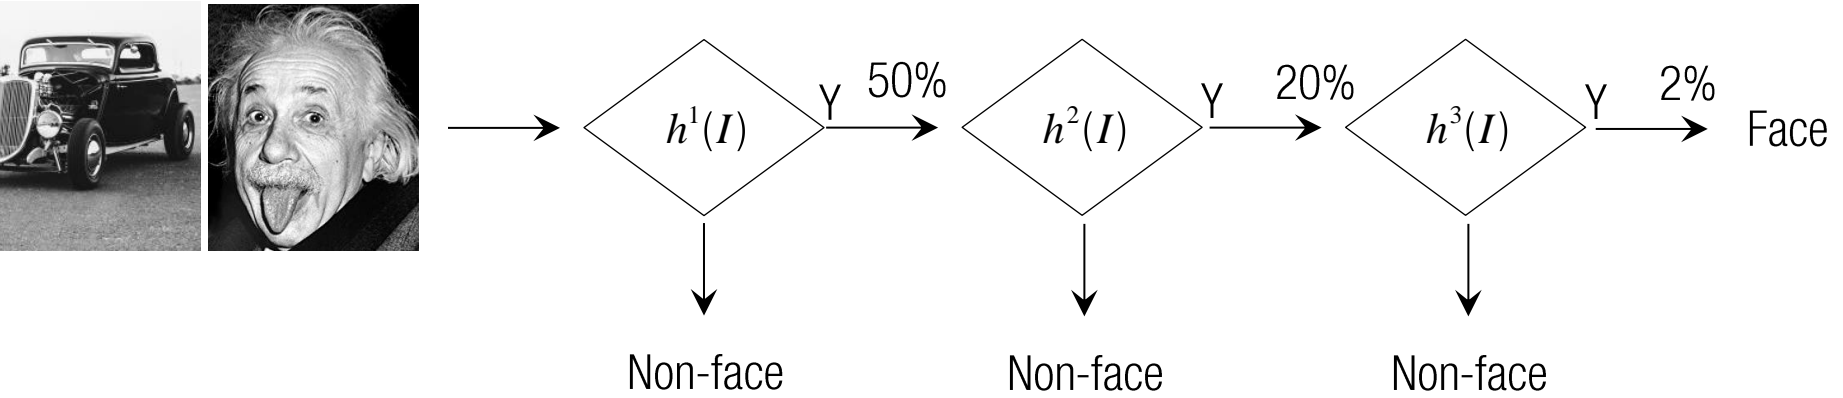 50% 20% 2%
Y Y Y
h¹(I) h²(I) h³(I) Face
Non-face Non-face Non-face